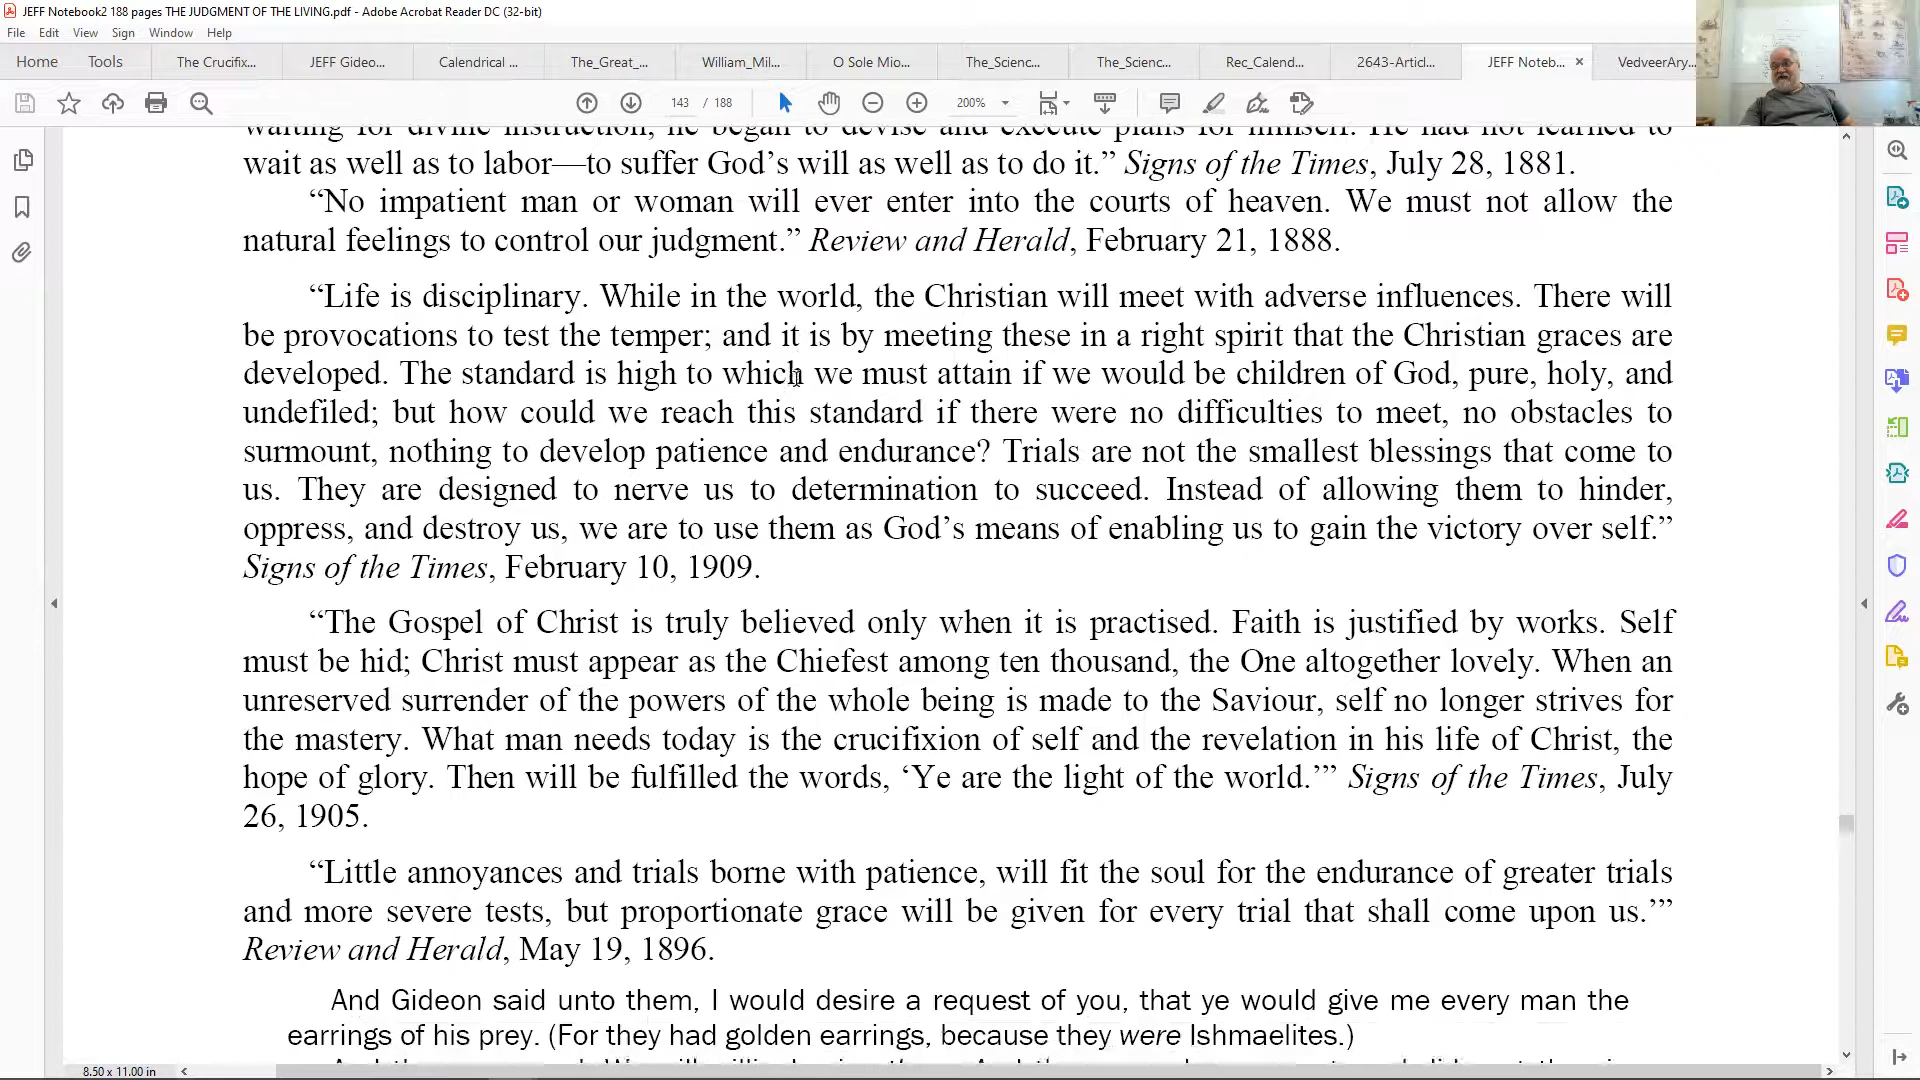 JEFF Notebook2 188 pages THE JUDGMENT OF THE LIVING.pdf - Adobe Acrobat Reader DC (32-bit)
File Edit View Sign Window Help
Home Tools The Crucifix... JEFF Gideo... Calendrical ... The_Great_... William_Mil... O Sole Mio... The_Scienc... The_Scienc... Rec_Calend... 2643-Articl... JEFF Noteb... × VedveerAry...
143 / 188 200%
waiting for divine instruction, he began to devise and execute plans for himself. He had not learned to
wait as well as to labor—to suffer God’s will as well as to do it.” Signs of the Times, July 28, 1881.
“No impatient man or woman will ever enter into the courts of heaven. We must not allow the
natural feelings to control our judgment.” Review and Herald, February 21, 1888.
“Life is disciplinary. While in the world, the Christian will meet with adverse influences. There will
be provocations to test the temper; and it is by meeting these in a right spirit that the Christian graces are
developed. The standard is high to which we must attain if we would be children of God, pure, holy, and
undefiled; but how could we reach this standard if there were no difficulties to meet, no obstacles to
surmount, nothing to develop patience and endurance? Trials are not the smallest blessings that come to
us. They are designed to nerve us to determination to succeed. Instead of allowing them to hinder,
oppress, and destroy us, we are to use them as God’s means of enabling us to gain the victory over self.”
Signs of the Times, February 10, 1909.
“The Gospel of Christ is truly believed only when it is practised. Faith is justified by works. Self
must be hid; Christ must appear as the Chiefest among ten thousand, the One altogether lovely. When an
unreserved surrender of the powers of the whole being is made to the Saviour, self no longer strives for
the mastery. What man needs today is the crucifixion of self and the revelation in his life of Christ, the
hope of glory. Then will be fulfilled the words, ‘Ye are the light of the world.’” Signs of the Times, July
26, 1905.
“Little annoyances and trials borne with patience, will fit the soul for the endurance of greater trials
and more severe tests, but proportionate grace will be given for every trial that shall come upon us.’”
Review and Herald, May 19, 1896.
And Gideon said unto them, I would desire a request of you, that ye would give me every man the
earrings of his prey. (For they had golden earrings, because they were Ishmaelites.)
8.50 x 11.00 in